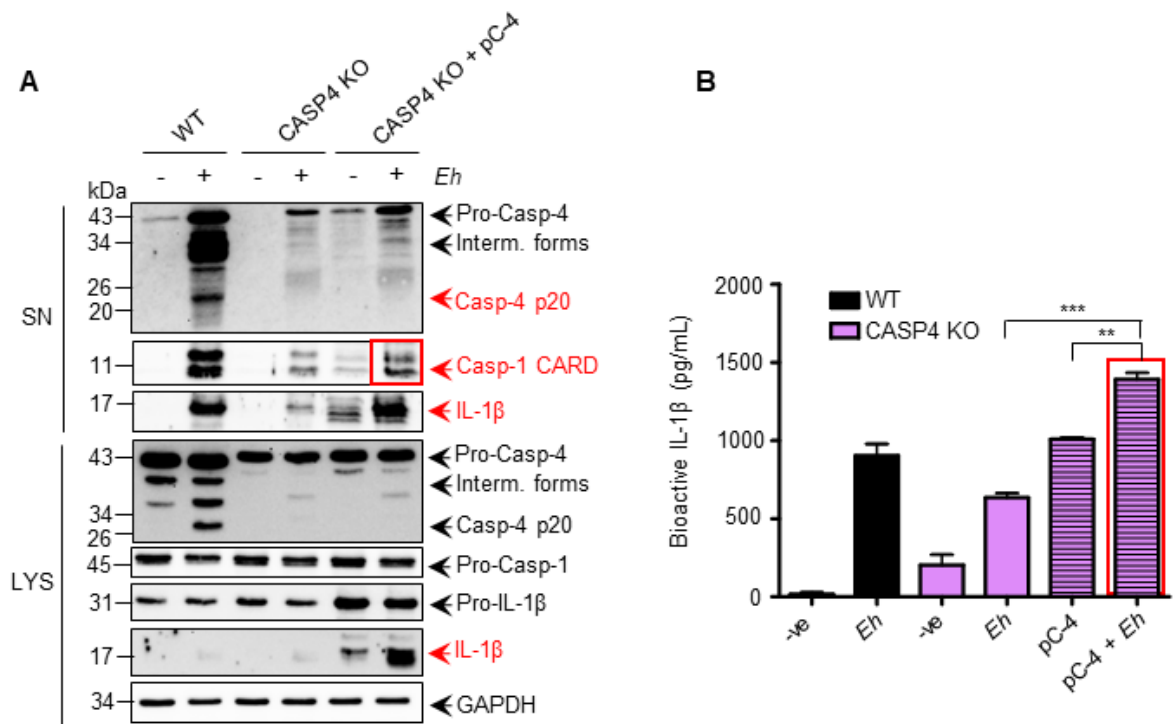 A
B
WT
CASP4 KO
CASP4 KO + pC-4
- + - + - + Eh
kDa
SN
43
34
26
20
Pro-Casp-4
Interm. forms
Casp-4 p20
11
Casp-1 CARD
17
IL-1β
LYS
43
34
26
Pro-Casp-4
Interm. forms
Casp-4 p20
45
Pro-Casp-1
31
Pro-IL-1β
17
IL-1β
34
GAPDH
Bioactive IL-1β (pg/mL)
2000
1500
1000
500
0
WT
CASP4 KO
***
**
-ve
Eh
-ve
Eh
pC-4
pC-4 + Eh